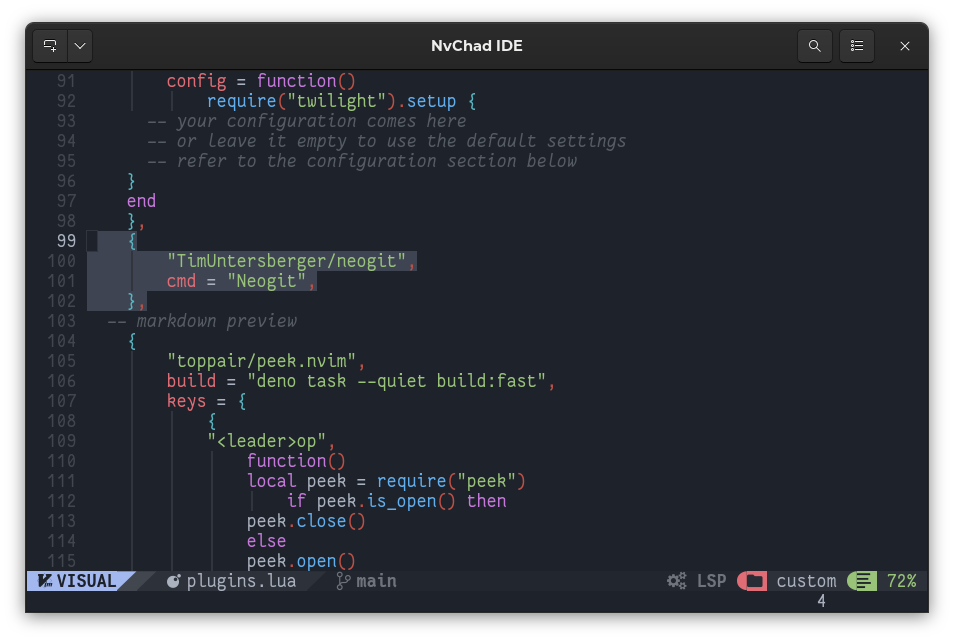 NvChad IDE
91 config = function()
92 require("twilight").setup {
93 -- your configuration comes here
94 -- or leave it empty to use the default settings
95 -- refer to the configuration section below
96 }
97 end
98 },
99 {
100 "TimUntersberger/neogit",
101 cmd = "Neogit",
102 },
103 -- markdown preview
104 {
105 "toppair/peek.nvim",
106 build = "deno task --quiet build:fast",
107 keys = {
108 {
109 "<leader>op",
110 function()
111 local peek = require("peek")
112 if peek.is_open() then
113 peek.close()
114 else
115 peek.open()
VISUAL plugins.lua main LSP custom 72%
4